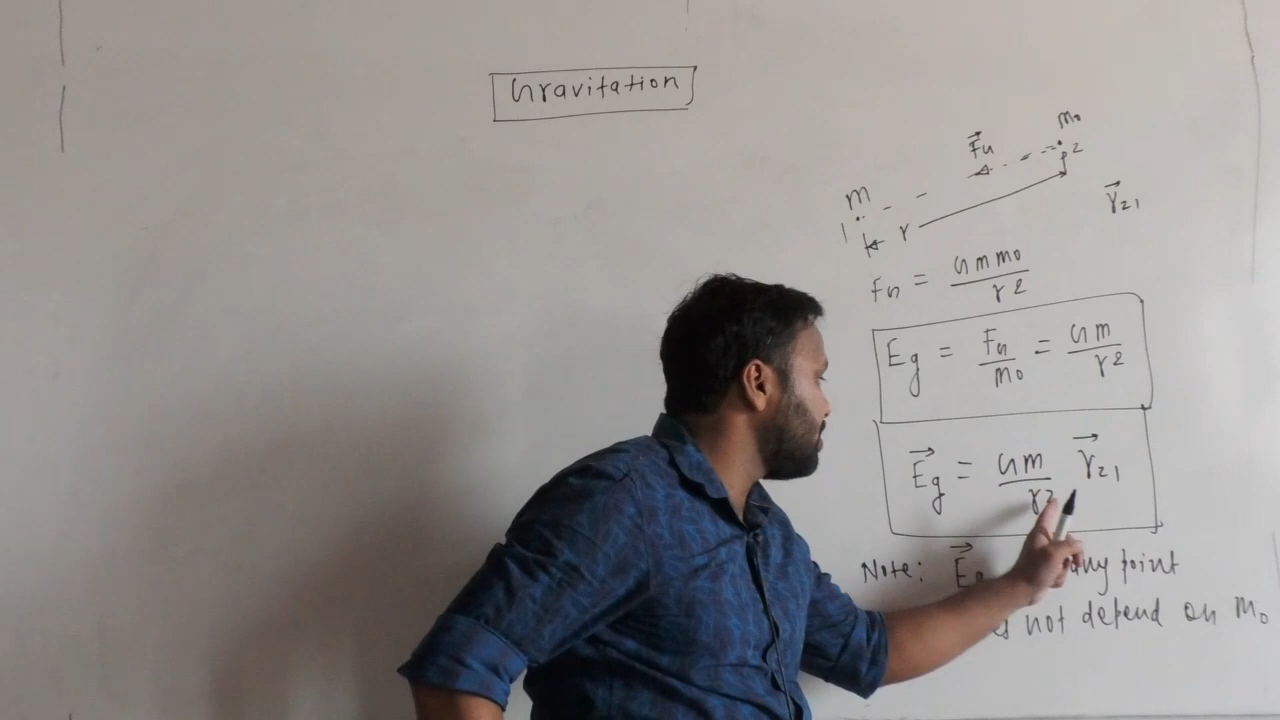 Gravitation
m₀
F⃗G
2
m
r⃗₂₁
1
r
FG = G m m₀ / r²
Eg = FG / m₀ = Gm / r²
E⃗g = Gm / r² r⃗₂₁
Note: any point
not depend on m₀